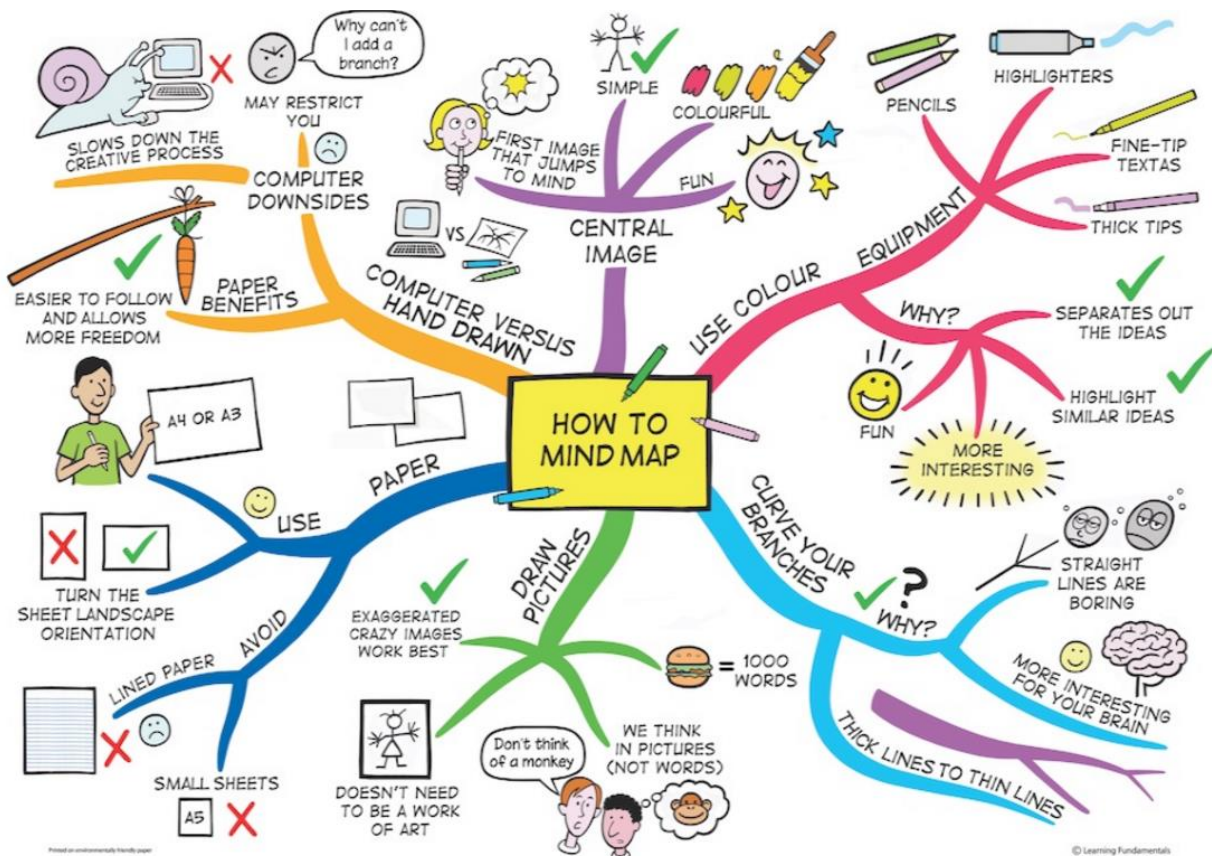 HOW TO
MIND MAP
CENTRAL
IMAGE
FIRST IMAGE
THAT JUMPS
TO MIND
SIMPLE
COLOURFUL
FUN
USE COLOUR
EQUIPMENT
PENCILS
HIGHLIGHTERS
FINE-TIP
TEXTAS
THICK TIPS
WHY?
SEPARATES OUT
THE IDEAS
HIGHLIGHT
SIMILAR IDEAS
MORE
INTERESTING
FUN
CURVE YOUR
BRANCHES
?
WHY?
STRAIGHT
LINES ARE
BORING
MORE INTERESTING
FOR YOUR BRAIN
THICK LINES TO THIN LINES
DRAW
PICTURES
= 1000
WORDS
WE THINK
IN PICTURES
(NOT WORDS)
Don't think
of a monkey
DOESN'T NEED
TO BE A WORK
OF ART
EXAGGERATED
CRAZY IMAGES
WORK BEST
PAPER
USE
A4 OR A3
TURN THE
SHEET LANDSCAPE
ORIENTATION
AVOID
LINED PAPER
SMALL SHEETS
A5
COMPUTER VERSUS
HAND DRAWN
VS.
PAPER
BENEFITS
EASIER TO FOLLOW
AND ALLOWS
MORE FREEDOM
COMPUTER
DOWNSIDES
SLOWS DOWN THE
CREATIVE PROCESS
MAY RESTRICT
YOU
Why can't
I add a
branch?
Printed on environmentally friendly paper
© Learning Fundamentals